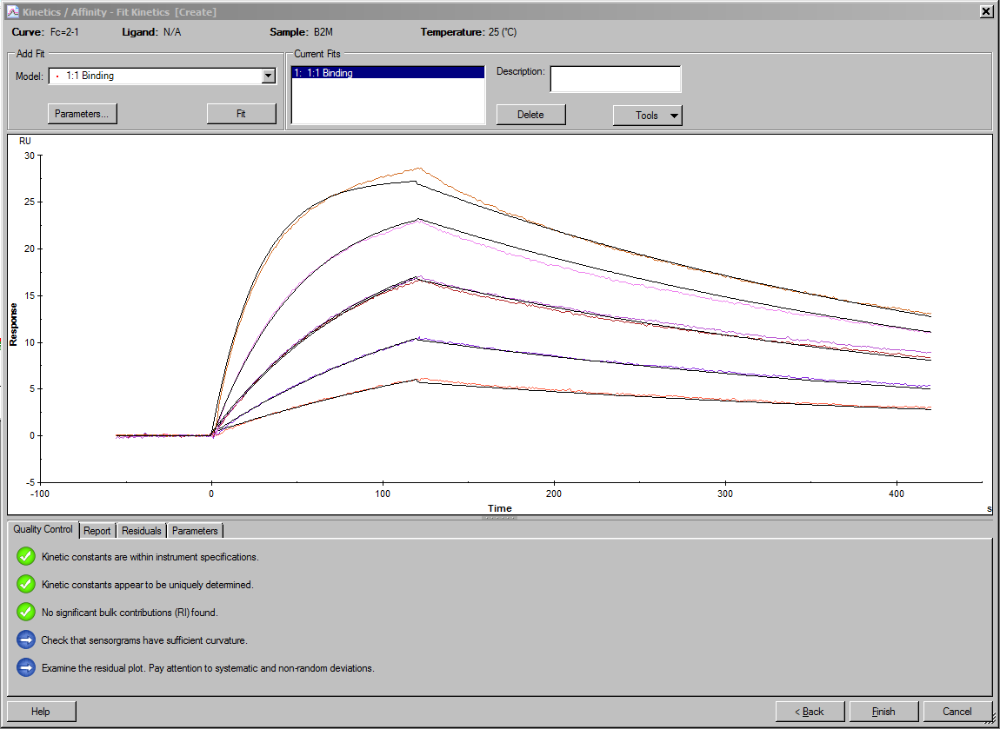 Kinetics / Affinity - Fit Kinetics [Create]
Curve: Fc=2-1 Ligand: N/A Sample: B2M Temperature: 25 (°C)
Add Fit
Model: 1:1 Binding
Parameters... Fit
Current Fits
1: 1:1 Binding
Description:
Delete Tools
RU
30
25
20
15
10
5
0
-5
Response
-100 0 100 200 300 400
Time s
Quality Control Report Residuals Parameters
Kinetic constants are within instrument specifications.
Kinetic constants appear to be uniquely determined.
No significant bulk contributions (RI) found.
Check that sensorgrams have sufficient curvature.
Examine the residual plot. Pay attention to systematic and non-random deviations.
Help < Back Finish Cancel